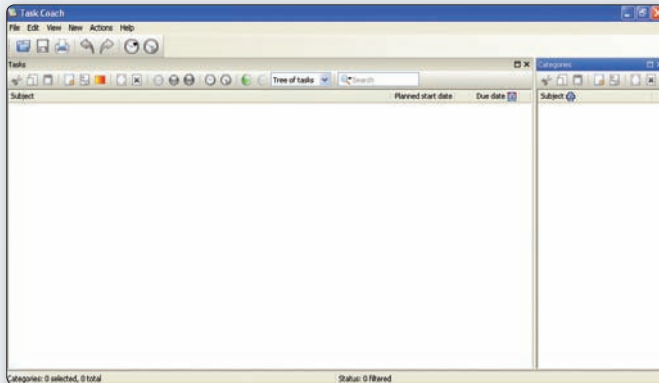 Task Coach
File Edit View New Actions Help
Tasks
Categories
Tree of tasks
Search
Subject Planned start date Due date
Subject
Categories: 0 selected, 0 total Status: 0 filtered